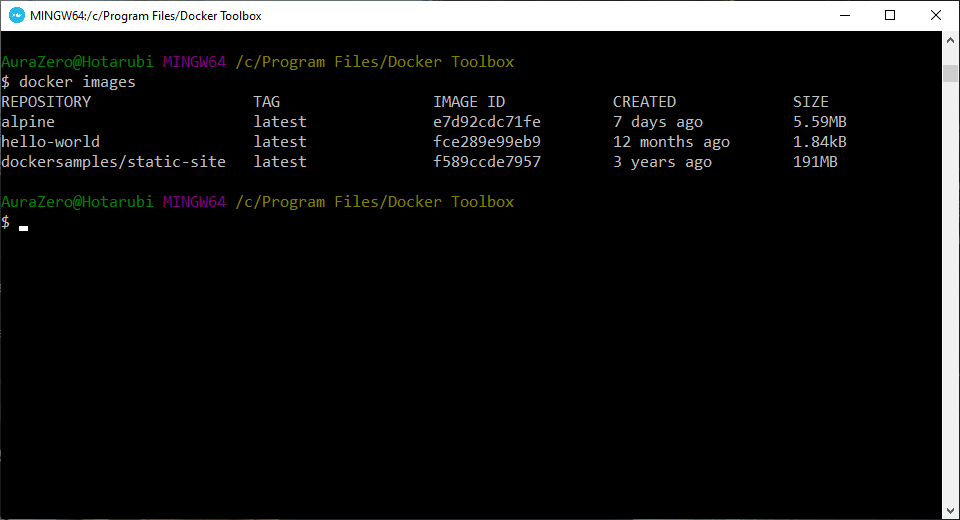 MINGW64:/c/Program Files/Docker Toolbox
AuraZero@Hotarubi MINGW64 /c/Program Files/Docker Toolbox
$ docker images
REPOSITORY TAG IMAGE ID CREATED SIZE
alpine latest e7d92cdc71fe 7 days ago 5.59MB
hello-world latest fce289e99eb9 12 months ago 1.84kB
dockersamples/static-site latest f589ccde7957 3 years ago 191MB
AuraZero@Hotarubi MINGW64 /c/Program Files/Docker Toolbox
$